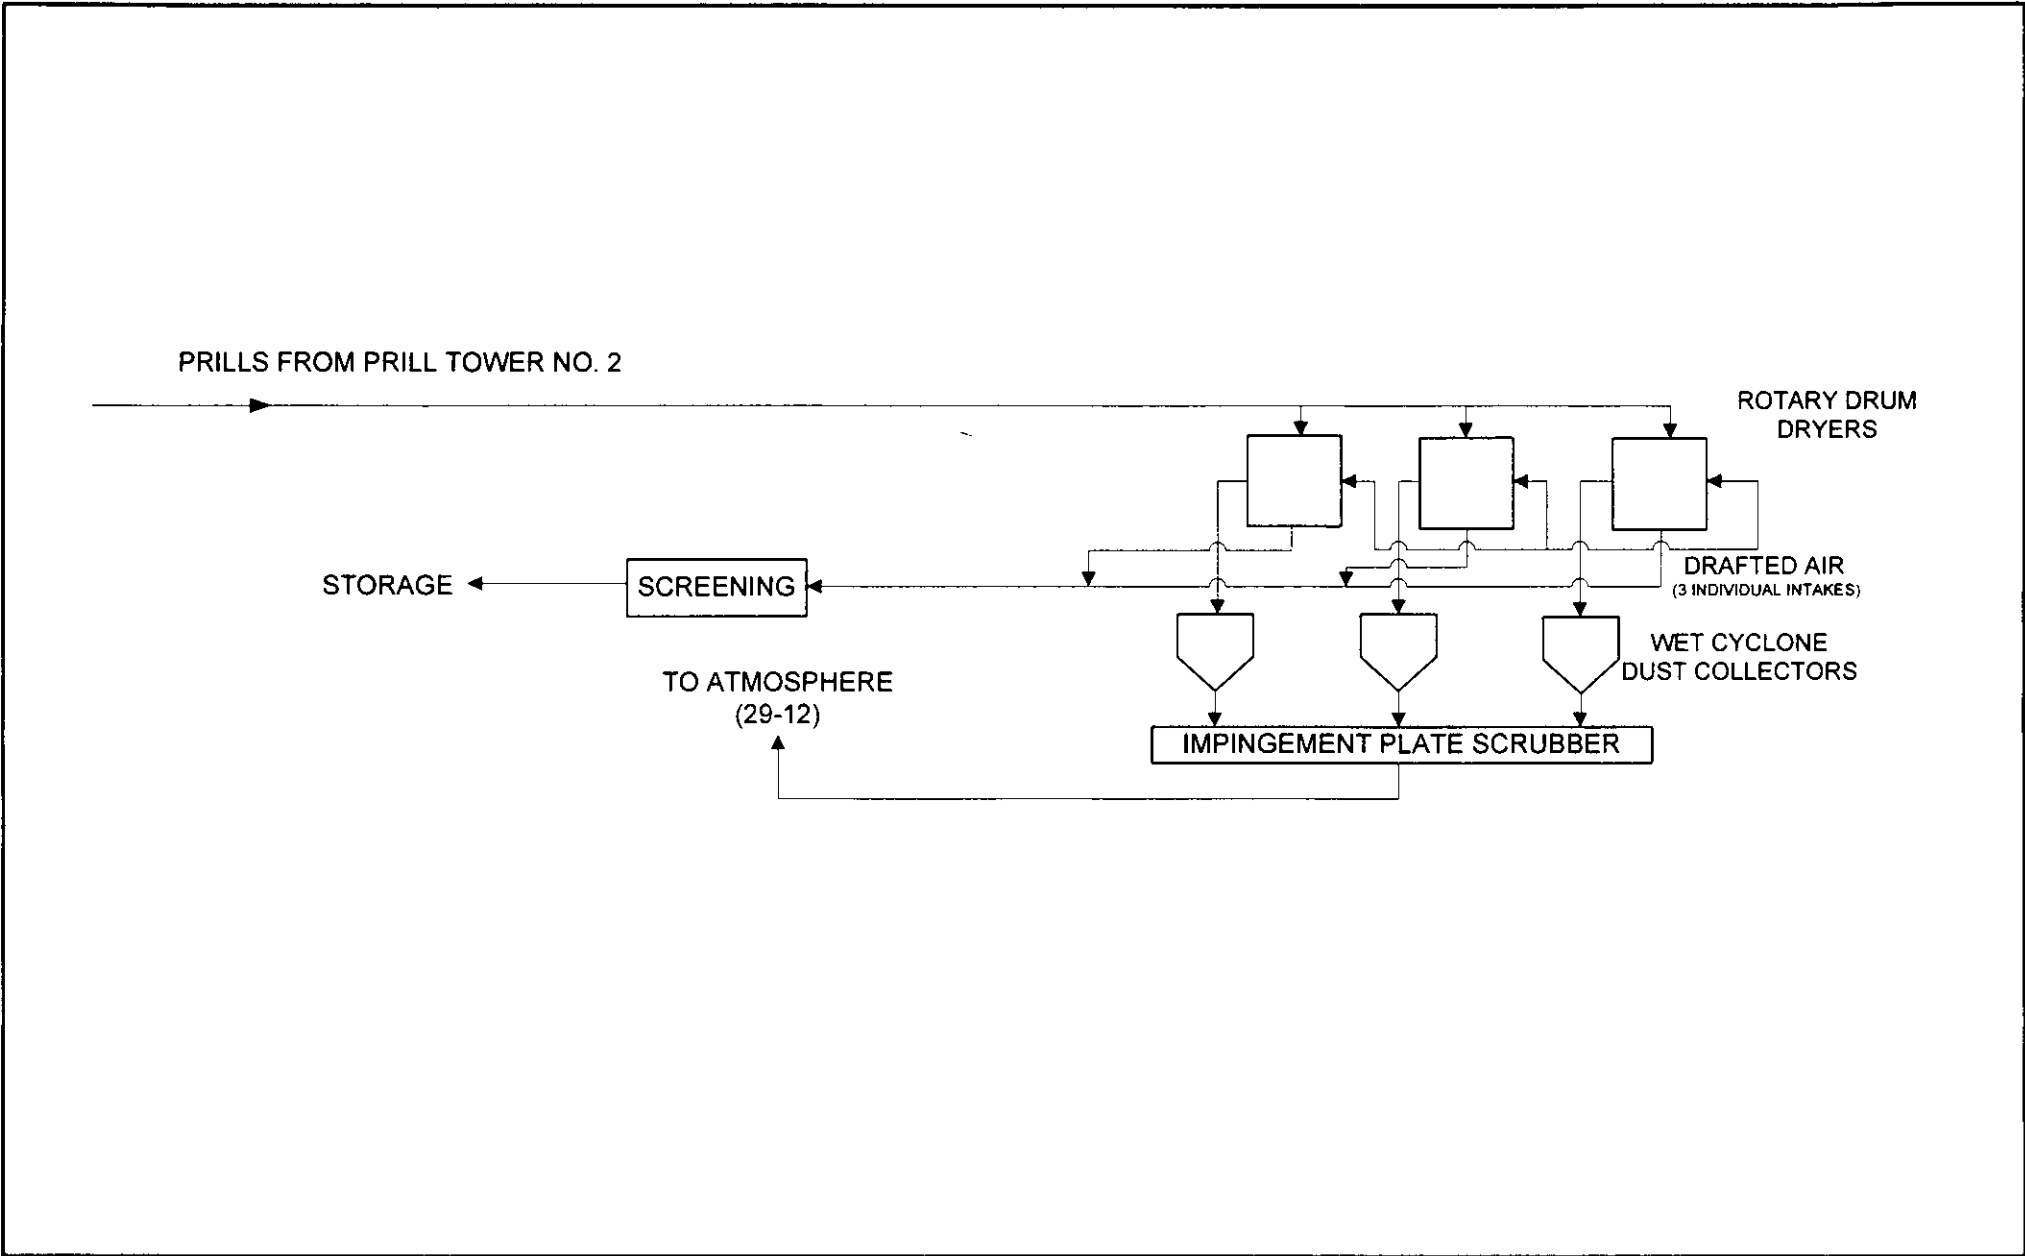 PRILLS FROM PRILL TOWER NO. 2
ROTARY DRUM
DRYERS
DRAFTED AIR
(3 INDIVIDUAL INTAKES)
STORAGE
SCREENING
WET CYCLONE
DUST COLLECTORS
TO ATMOSPHERE
(29-12)
IMPINGEMENT PLATE SCRUBBER